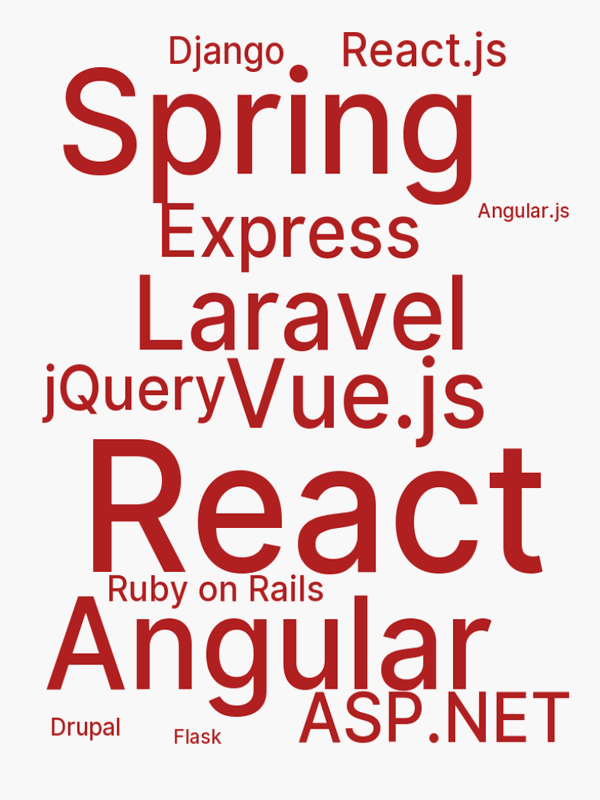 Django
React.js
Spring
Angular.js
Express
Laravel
jQuery
Vue.js
React
Ruby on Rails
Angular
ASP.NET
Drupal
Flask